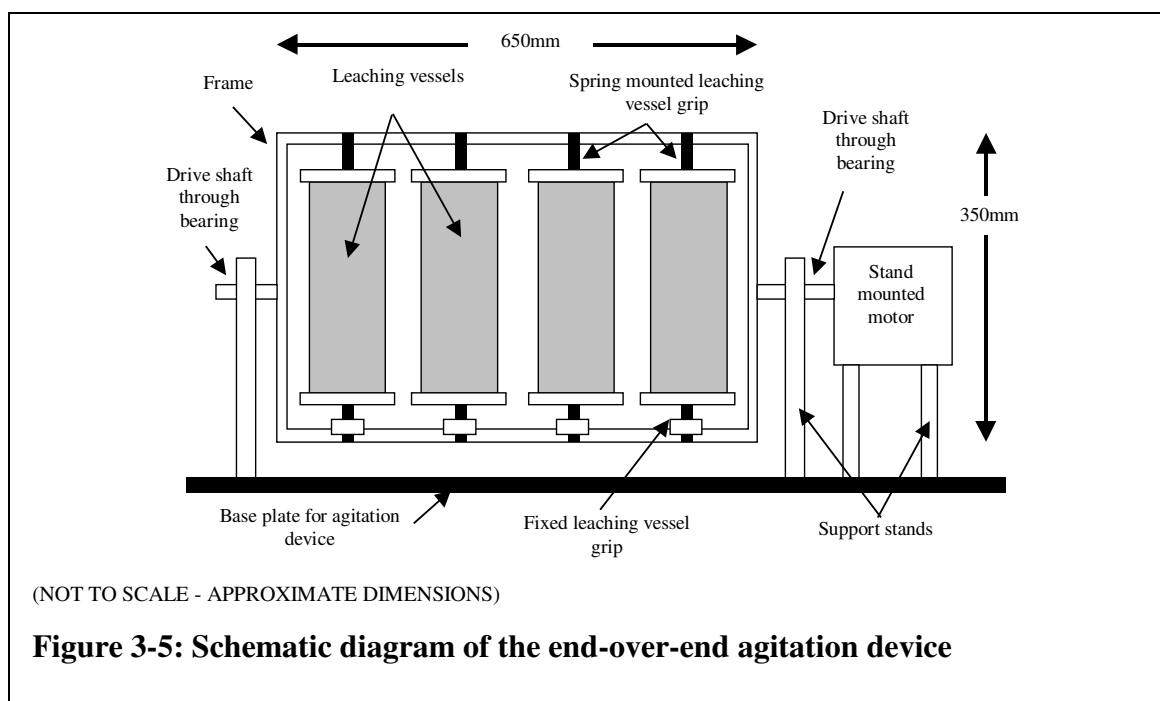 650mm
Leaching vessels
Spring mounted leaching
vessel grip
Frame
Drive shaft
through
bearing
Drive shaft
through
bearing
350mm
Stand
mounted
motor
Base plate for agitation
device
Fixed leaching vessel
grip
Support stands
(NOT TO SCALE - APPROXIMATE DIMENSIONS)
Figure 3-5: Schematic diagram of the end-over-end agitation device